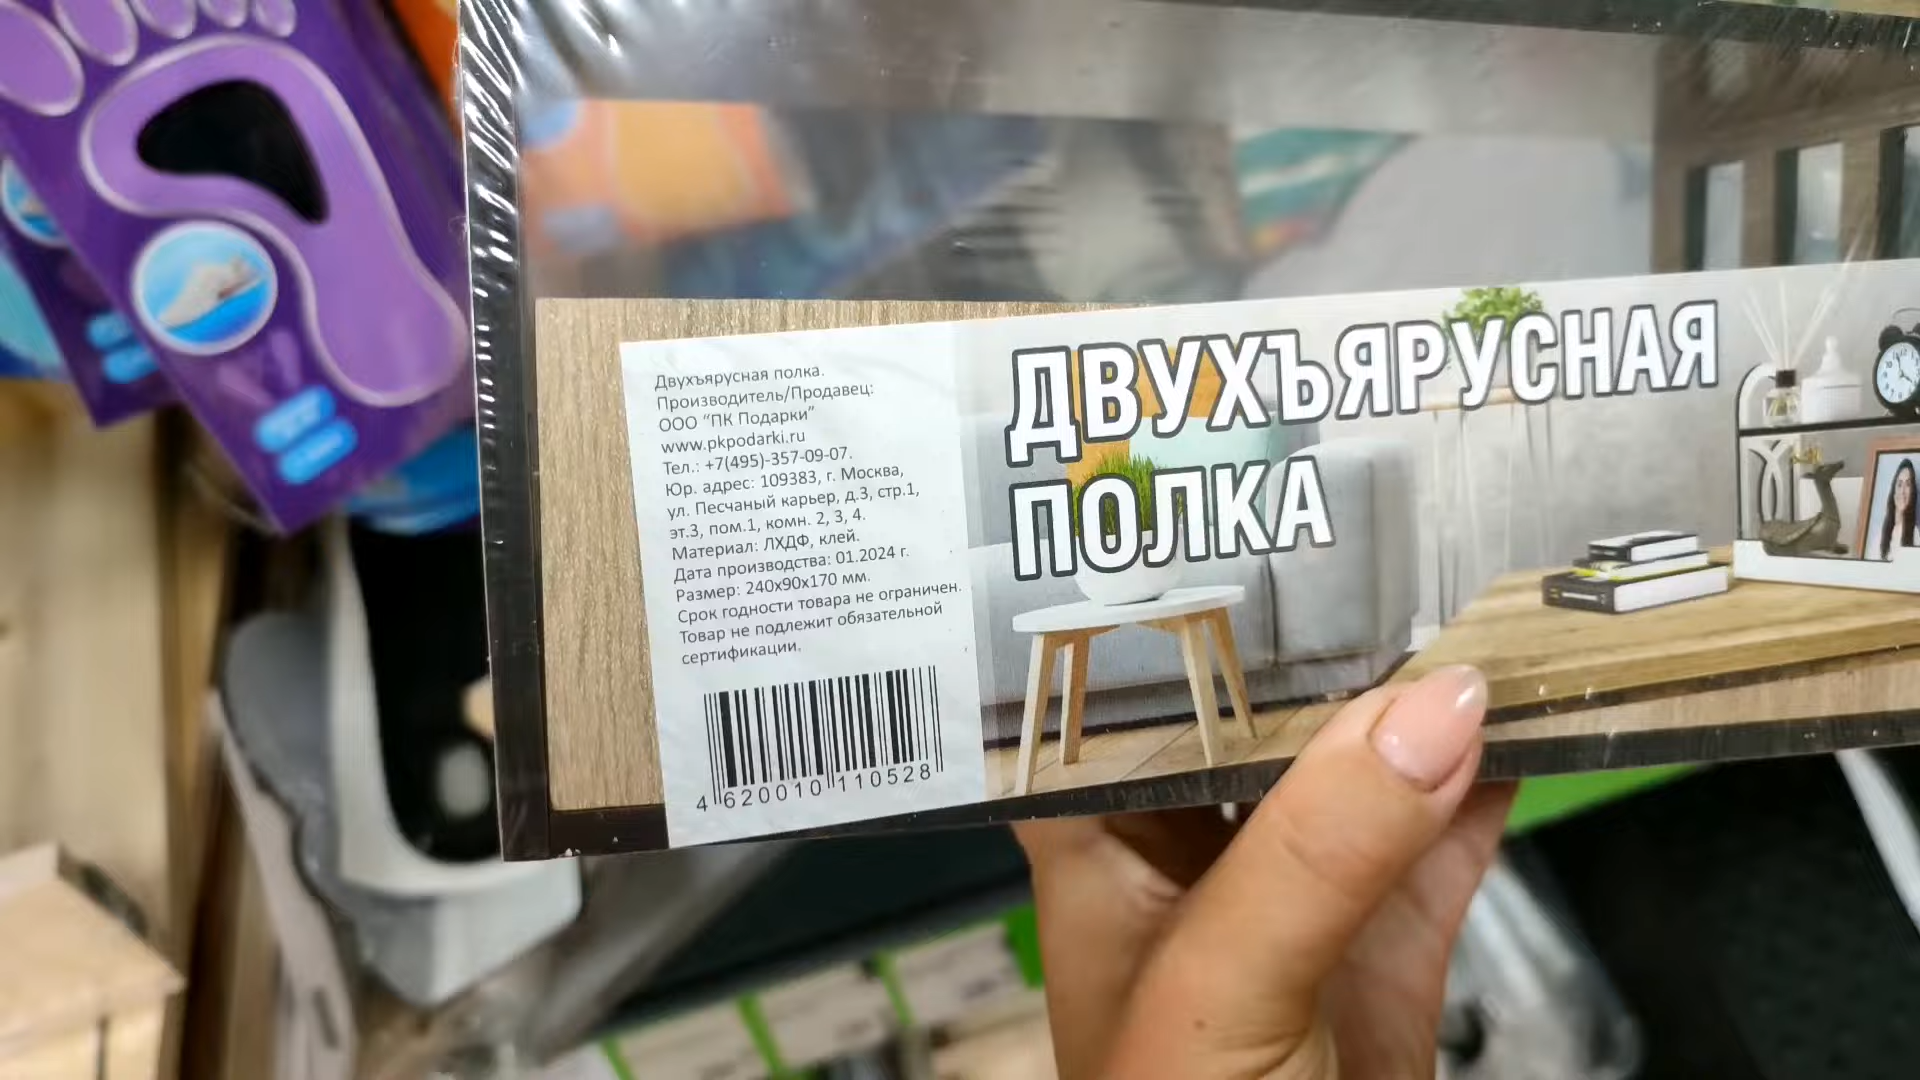 Двухъярусная полка.
Производитель/Продавец:
ООО "ПК Подарки"
www.pkpodarki.ru
Тел.: +7(495)-357-09-07.
Юр. адрес: 109383, г. Москва,
ул. Песчаный карьер, д.3, стр.1,
эт.3, пом.1, комн. 2, 3, 4.
Материал: ЛХДФ, клей.
Дата производства: 01.2024 г.
Размер: 240х90х170 мм.
Срок годности товара не ограничен.
Товар не подлежит обязательной
сертификации.
4 620010 110528
ДВУХЪЯРУСНАЯ
ПОЛКА